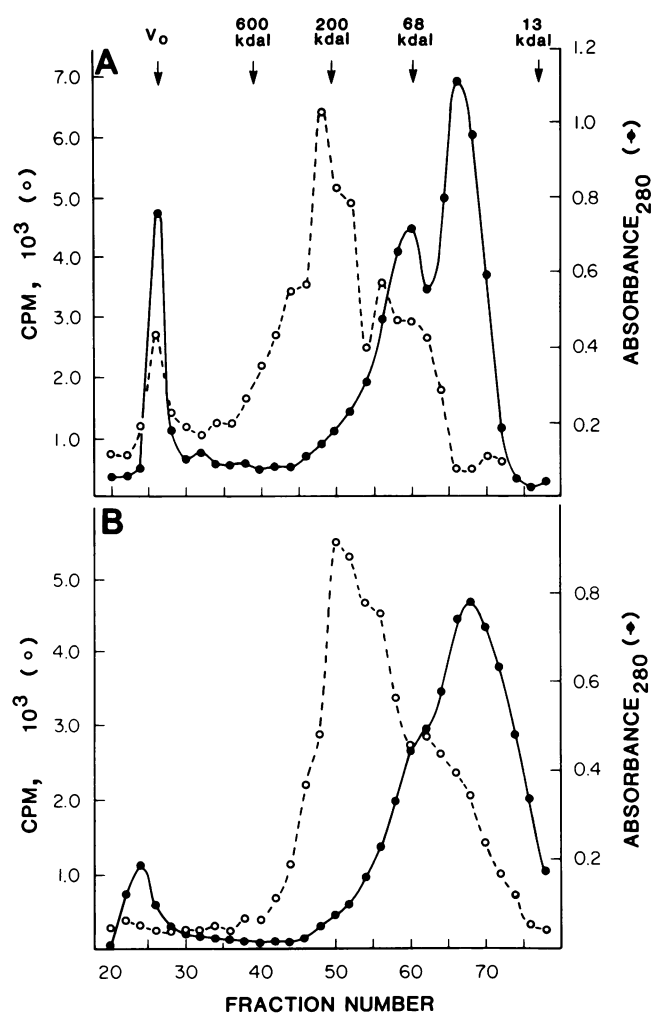 V₀ 600 kdal 200 kdal 68 kdal 13 kdal
A
7.0
6.0
5.0
4.0
3.0
2.0
1.0
CPM, 10³ (○)
1.2
1.0
0.8
0.6
0.4
0.2
ABSORBANCE₂₈₀ (●)
B
5.0
4.0
3.0
2.0
1.0
CPM, 10³ (○)
0.8
0.6
0.4
0.2
ABSORBANCE₂₈₀ (●)
20 30 40 50 60 70
FRACTION NUMBER